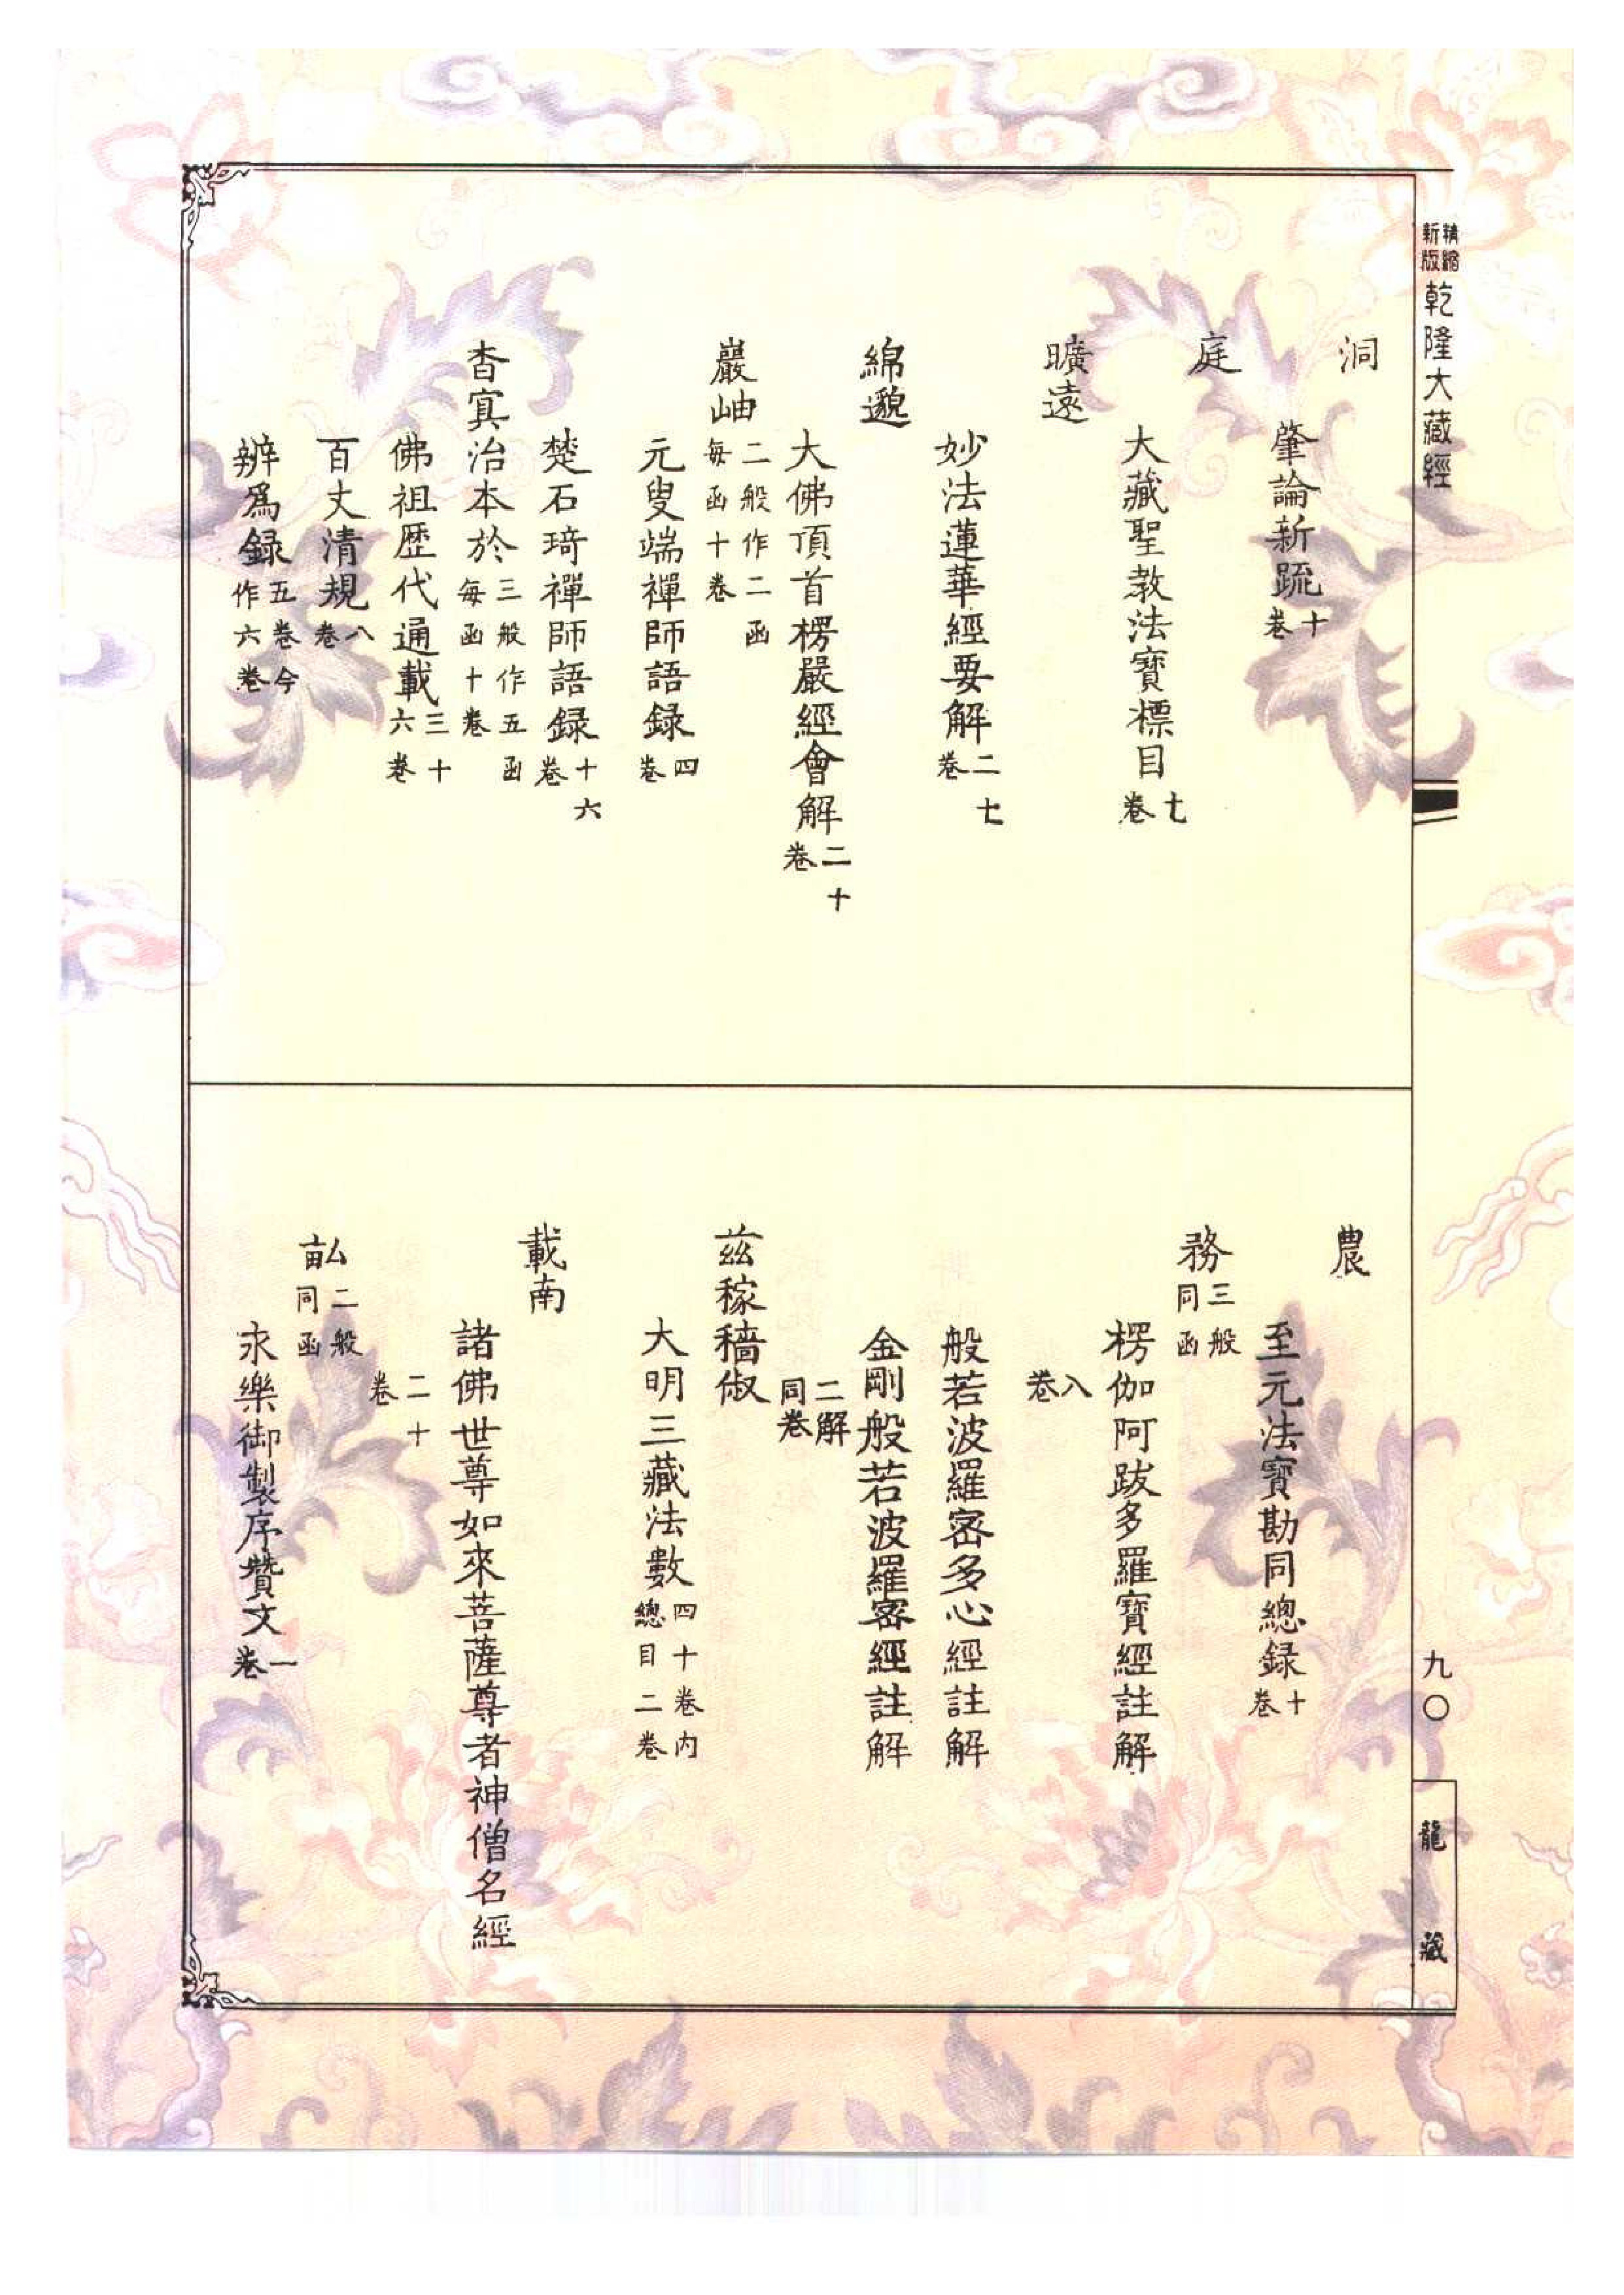 精縮
新版
乾隆大藏經
九〇
龍藏
洞
肇論新疏十卷
庭
大藏聖教法寶標目七卷
曠遠
妙法蓮華經要解二七卷
綿邈
大佛頂首楞嚴經會解二十卷
巖岫二般作二函每函十卷
元叟端禪師語録四卷
楚石琦禪師語録十六卷
杳冥治本於三般作五函每函十卷
佛祖歷代通載三十六卷
百丈清規八卷
辨爲録五卷今作六卷
農
至元法寶勘同總録十卷
務三般同函
楞伽阿跋多羅寶經註解
八卷
般若波羅密多心經註解
金剛般若波羅密經註解
二解同卷
茲稼穡俶
大明三藏法數四十卷内總目二卷
載南
諸佛世尊如來菩薩尊者神僧名經
二十卷
畝二般同函
永樂御製序贊文一卷